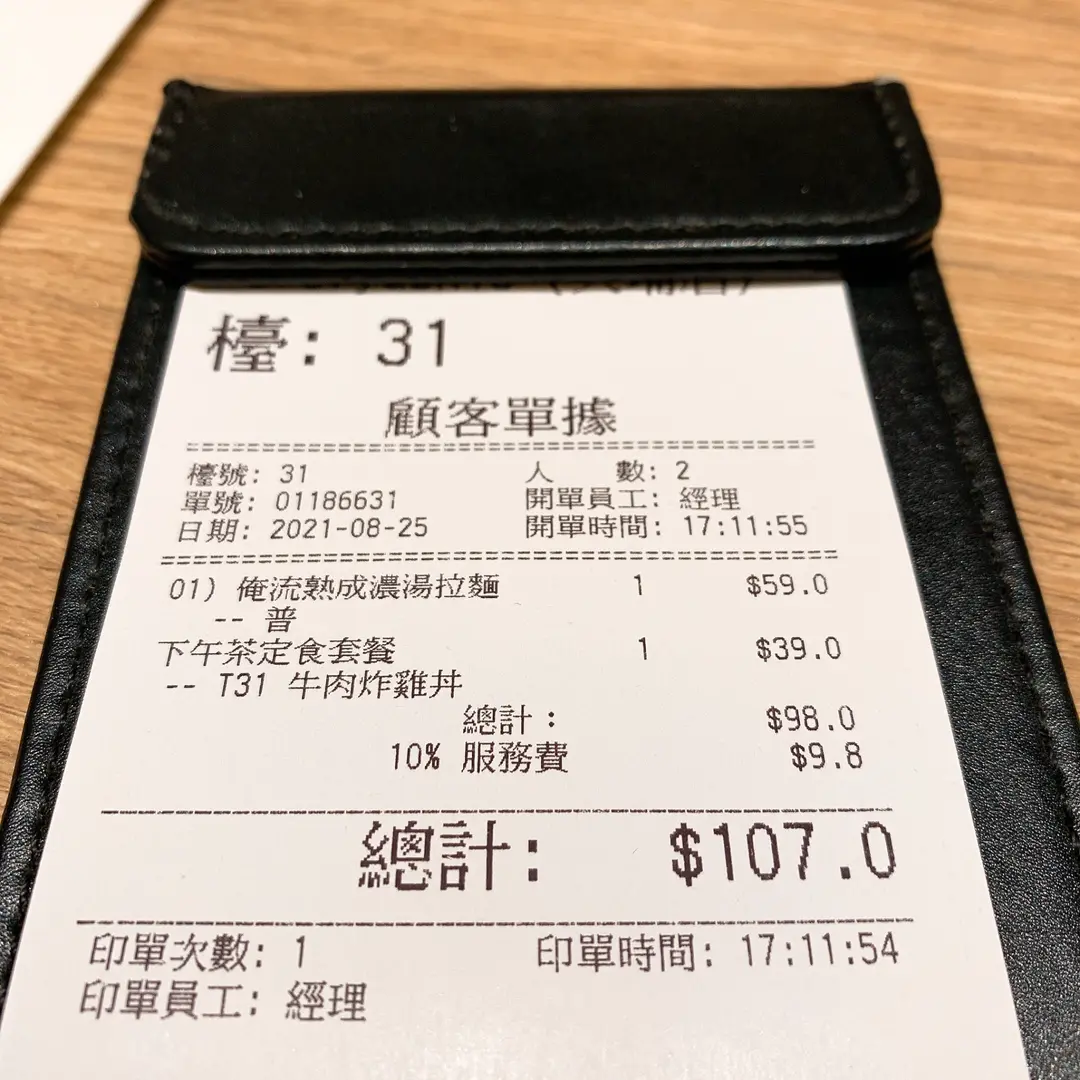 檯: 31
顧客單據
檯號: 31 人 數: 2
單號: 01186631 開單員工: 經理
日期: 2021-08-25 開單時間: 17:11:55
01) 俺流熟成濃湯拉麵 1 $59.0
-- 普
下午茶定食套餐 1 $39.0
-- T31 牛肉炸雞丼
總計: $98.0
10% 服務費 $9.8
總計: $107.0
印單次數: 1 印單時間: 17:11:54
印單員工: 經理